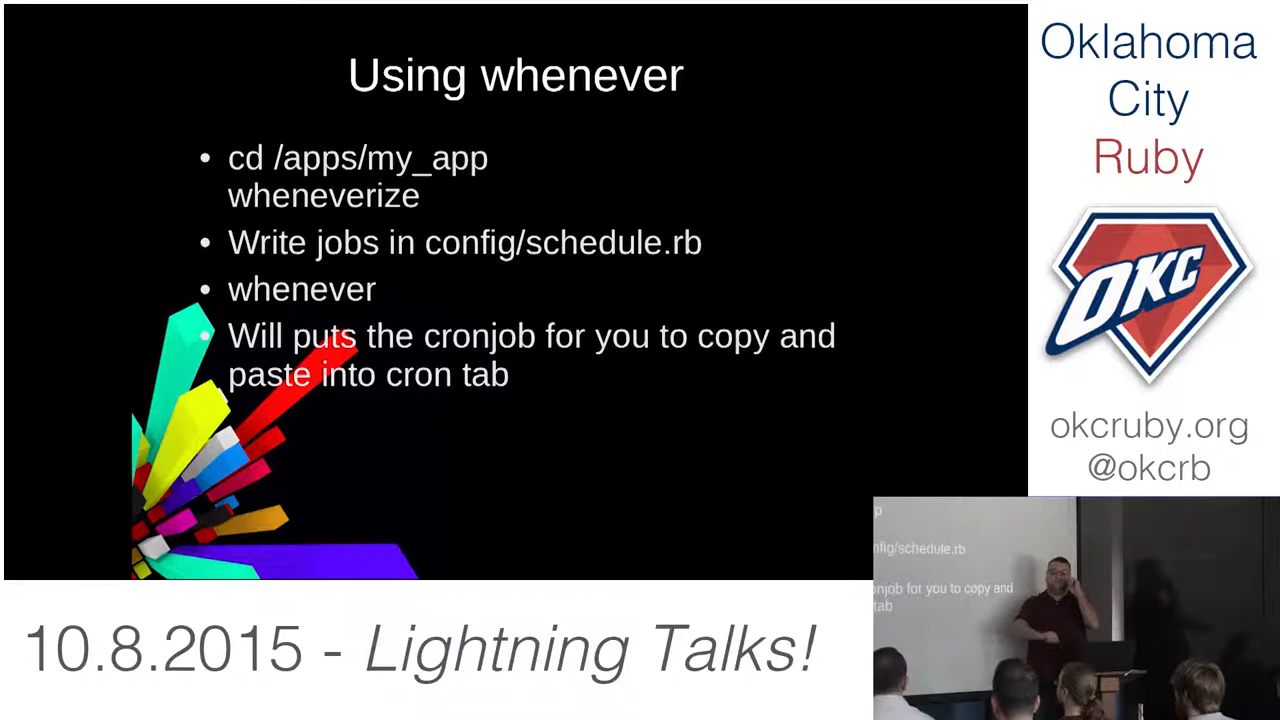 Using whenever
• cd /apps/my_app
wheneverize
• Write jobs in config/schedule.rb
• whenever
• Will puts the cronjob for you to copy and
paste into cron tab
Oklahoma
City
Ruby
OKC
okcruby.org
@okcrb
p
nfig/schedule.rb
onjob for you to copy and
tab
10.8.2015 - Lightning Talks!